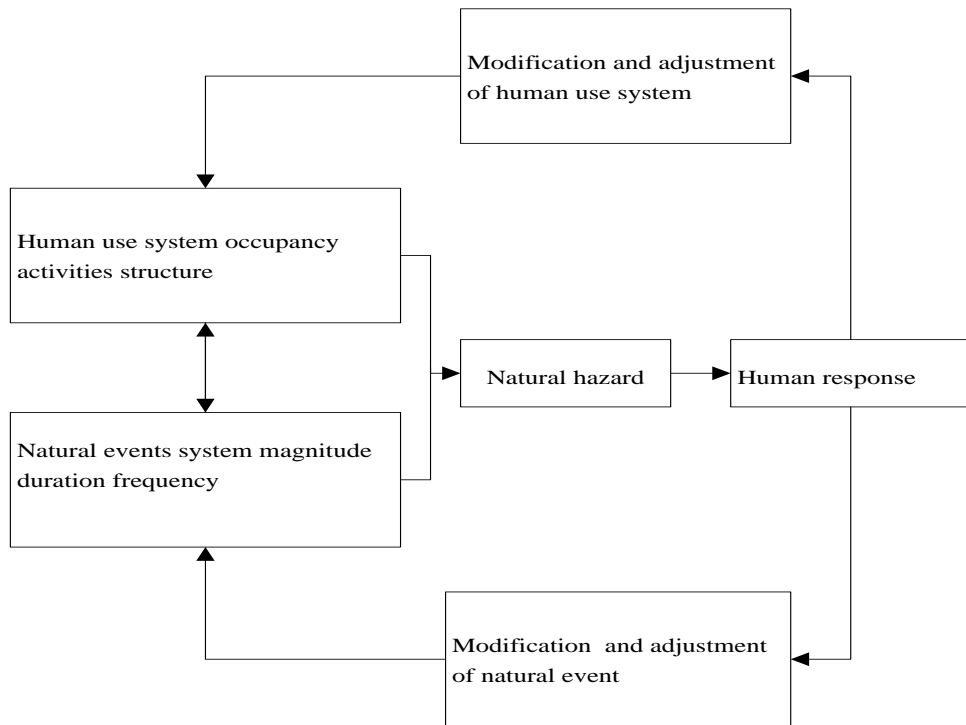 Modification and adjustment
of human use system
Human use system occupancy
activities structure
Natural hazard
Human response
Natural events system magnitude
duration frequency
Modification and adjustment
of natural event